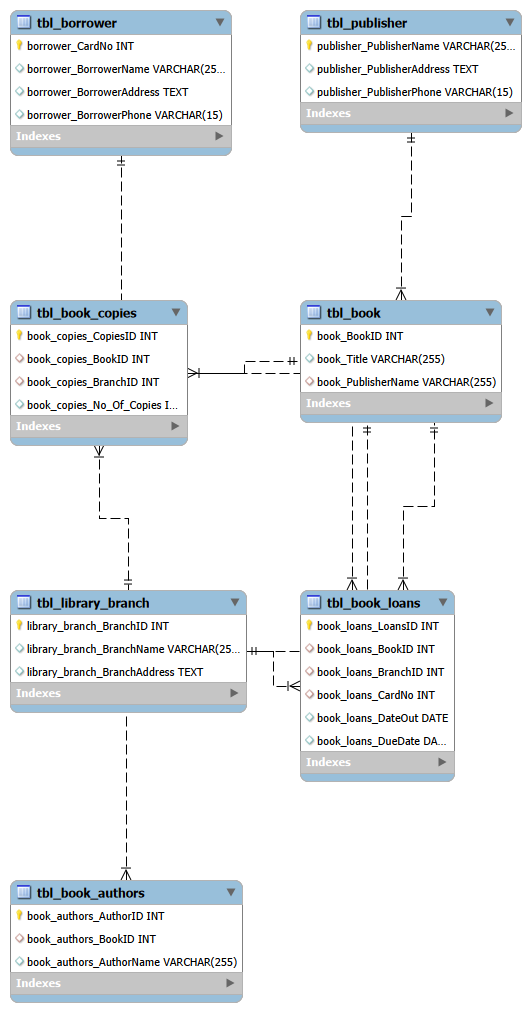 tbl_borrower
borrower_CardNo INT
borrower_BorrowerName VARCHAR(25...
borrower_BorrowerAddress TEXT
borrower_BorrowerPhone VARCHAR(15)
Indexes
tbl_publisher
publisher_PublisherName VARCHAR(25...
publisher_PublisherAddress TEXT
publisher_PublisherPhone VARCHAR(15)
Indexes
tbl_book_copies
book_copies_CopiesID INT
book_copies_BookID INT
book_copies_BranchID INT
book_copies_No_Of_Copies I...
Indexes
tbl_book
book_BookID INT
book_Title VARCHAR(255)
book_PublisherName VARCHAR(255)
Indexes
tbl_library_branch
library_branch_BranchID INT
library_branch_BranchName VARCHAR(25...
library_branch_BranchAddress TEXT
Indexes
tbl_book_loans
book_loans_LoansID INT
book_loans_BookID INT
book_loans_BranchID INT
book_loans_CardNo INT
book_loans_DateOut DATE
book_loans_DueDate DA...
Indexes
tbl_book_authors
book_authors_AuthorID INT
book_authors_BookID INT
book_authors_AuthorName VARCHAR(255)
Indexes